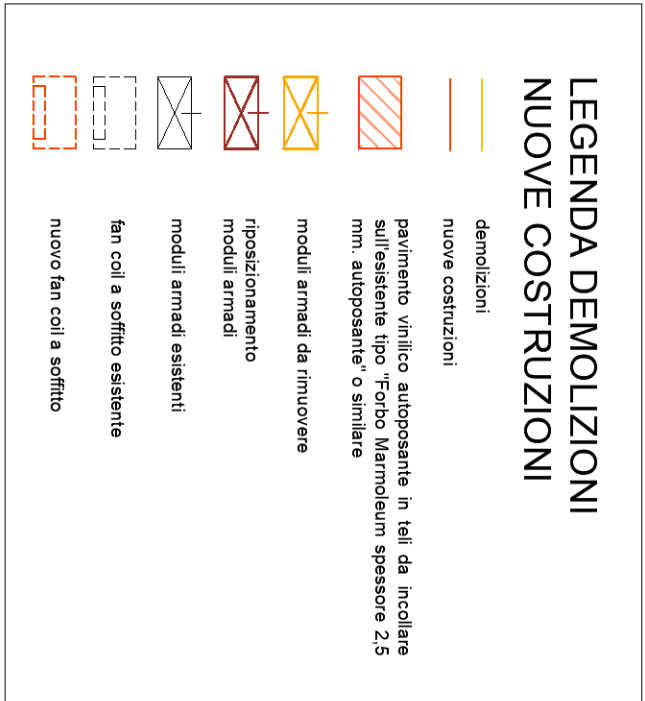 LEGENDA DEMOLIZIONI
NUOVE COSTRUZIONI
demolizioni
nuove costruzioni
pavimento vinilico autoposante in teli da incollare
sull'esistente tipo "Forbo Marmoleum spessore 2,5
mm. autoposante" o similare
moduli armadi da rimuovere
riposizionamento
moduli armadi
moduli armadi esistenti
fan coil a soffitto esistente
nuovo fan coil a soffitto